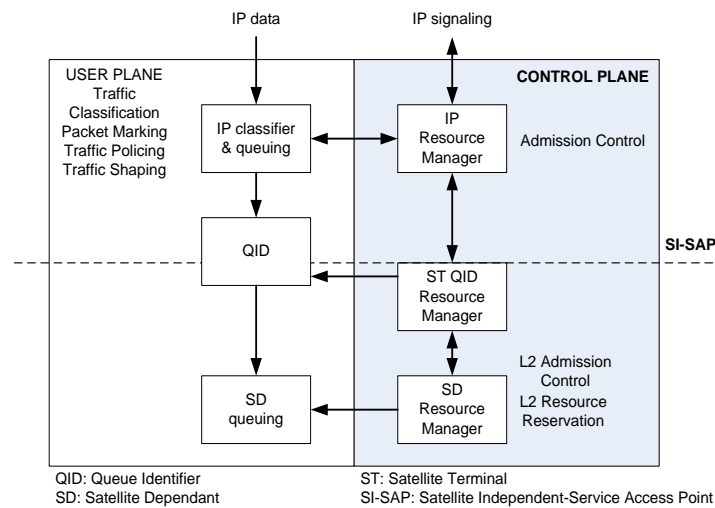 IP data
IP signaling
USER PLANE
Traffic
Classification
Packet Marking
Traffic Policing
Traffic Shaping
IP classifier
& queuing
QID
SD
queuing
CONTROL PLANE
IP
Resource
Manager
Admission Control
SI-SAP
ST QID
Resource
Manager
SD
Resource
Manager
L2 Admission
Control
L2 Resource
Reservation
QID: Queue Identifier
SD: Satellite Dependant
ST: Satellite Terminal
SI-SAP: Satellite Independent-Service Access Point